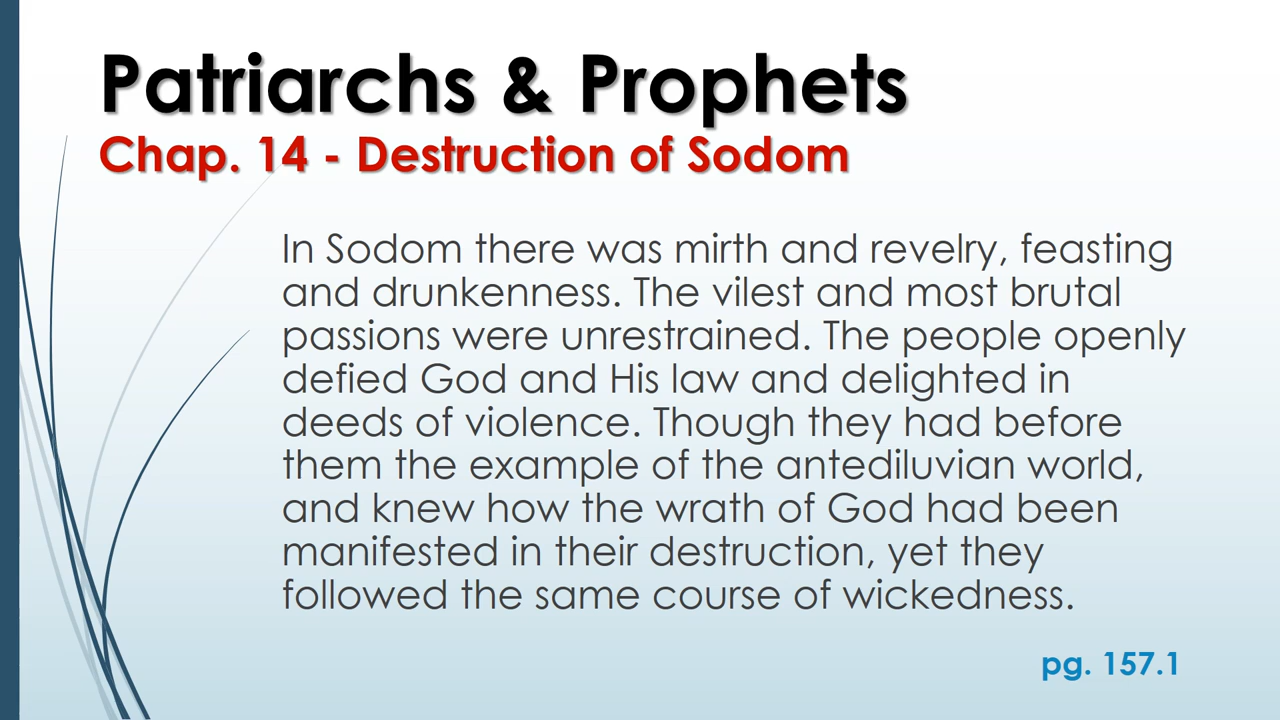 Patriarchs & Prophets
Chap. 14 - Destruction of Sodom
In Sodom there was mirth and revelry, feasting
and drunkenness. The vilest and most brutal
passions were unrestrained. The people openly
defied God and His law and delighted in
deeds of violence. Though they had before
them the example of the antediluvian world,
and knew how the wrath of God had been
manifested in their destruction, yet they
followed the same course of wickedness.
pg. 157.1